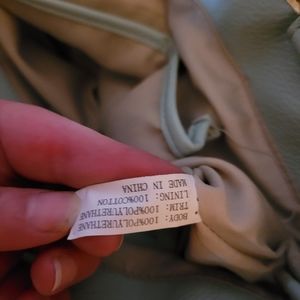 BODY: 100%POLYURETHANE
TRIM: 100%POLYURETHANE
LINING: 100%COTTON
MADE IN CHINA